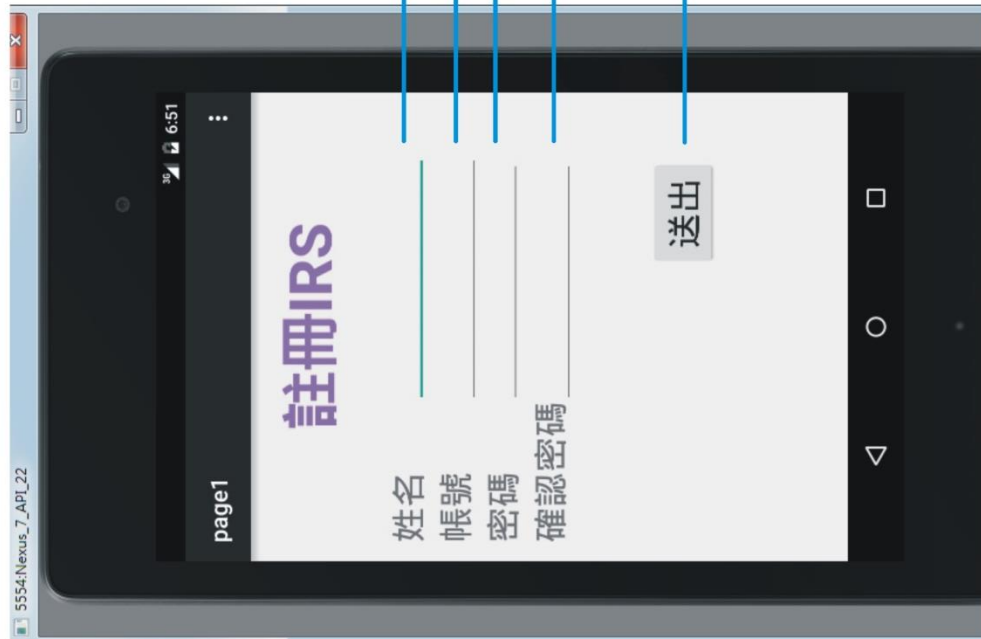 5554:Nexus_7_API_22
3G 6:51
page1
註冊IRS
姓名
帳號
密碼
確認密碼
送出